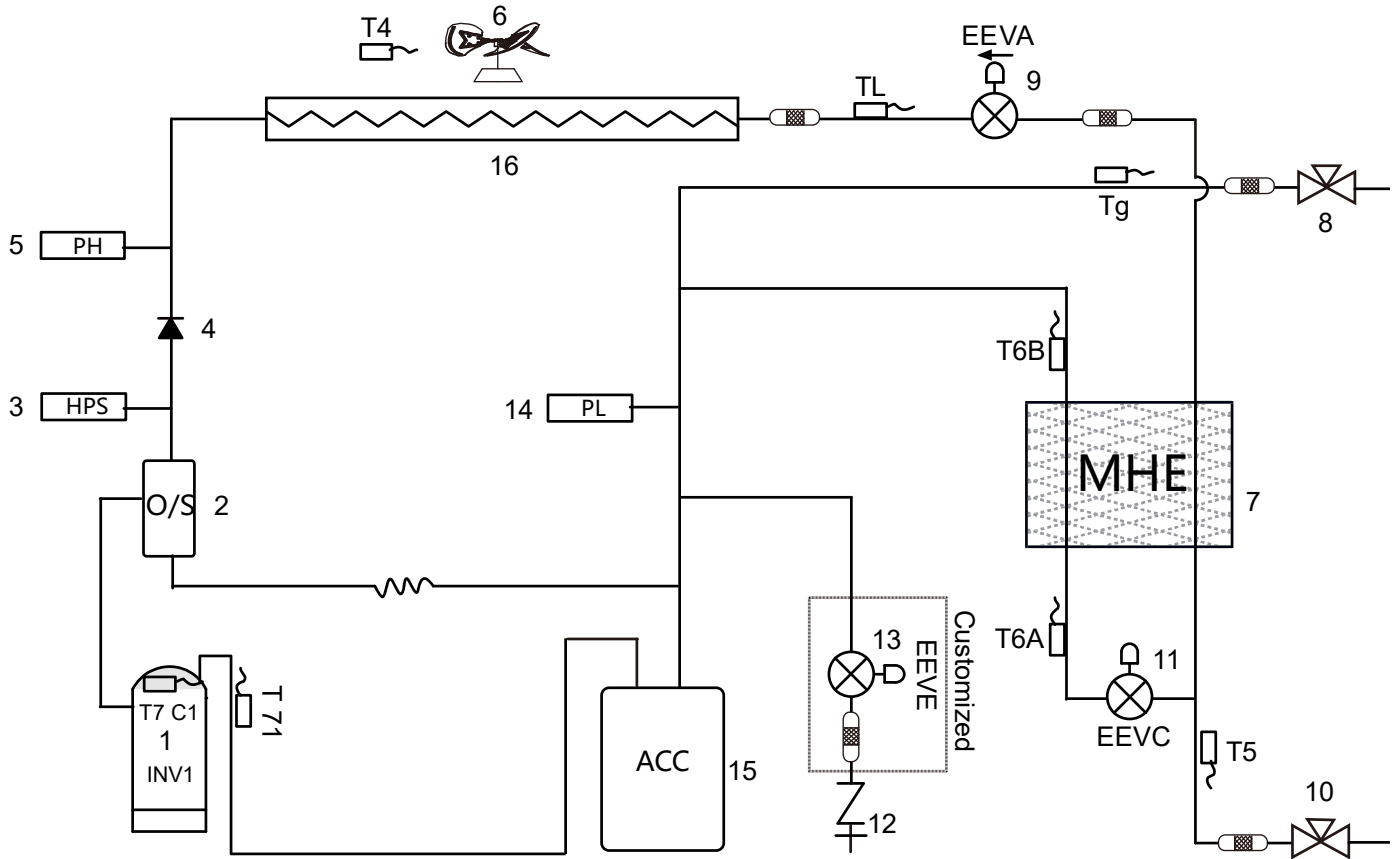 T4
6
EEVA
9
TL
16
Tg
8
5
PH
4
T6B
3
HPS
14
PL
MHE
7
O/S
2
T6A
11
EEVC
T5
13
EEVE
Customized
T7 C1
1
INV1
T 71
ACC
15
10
12